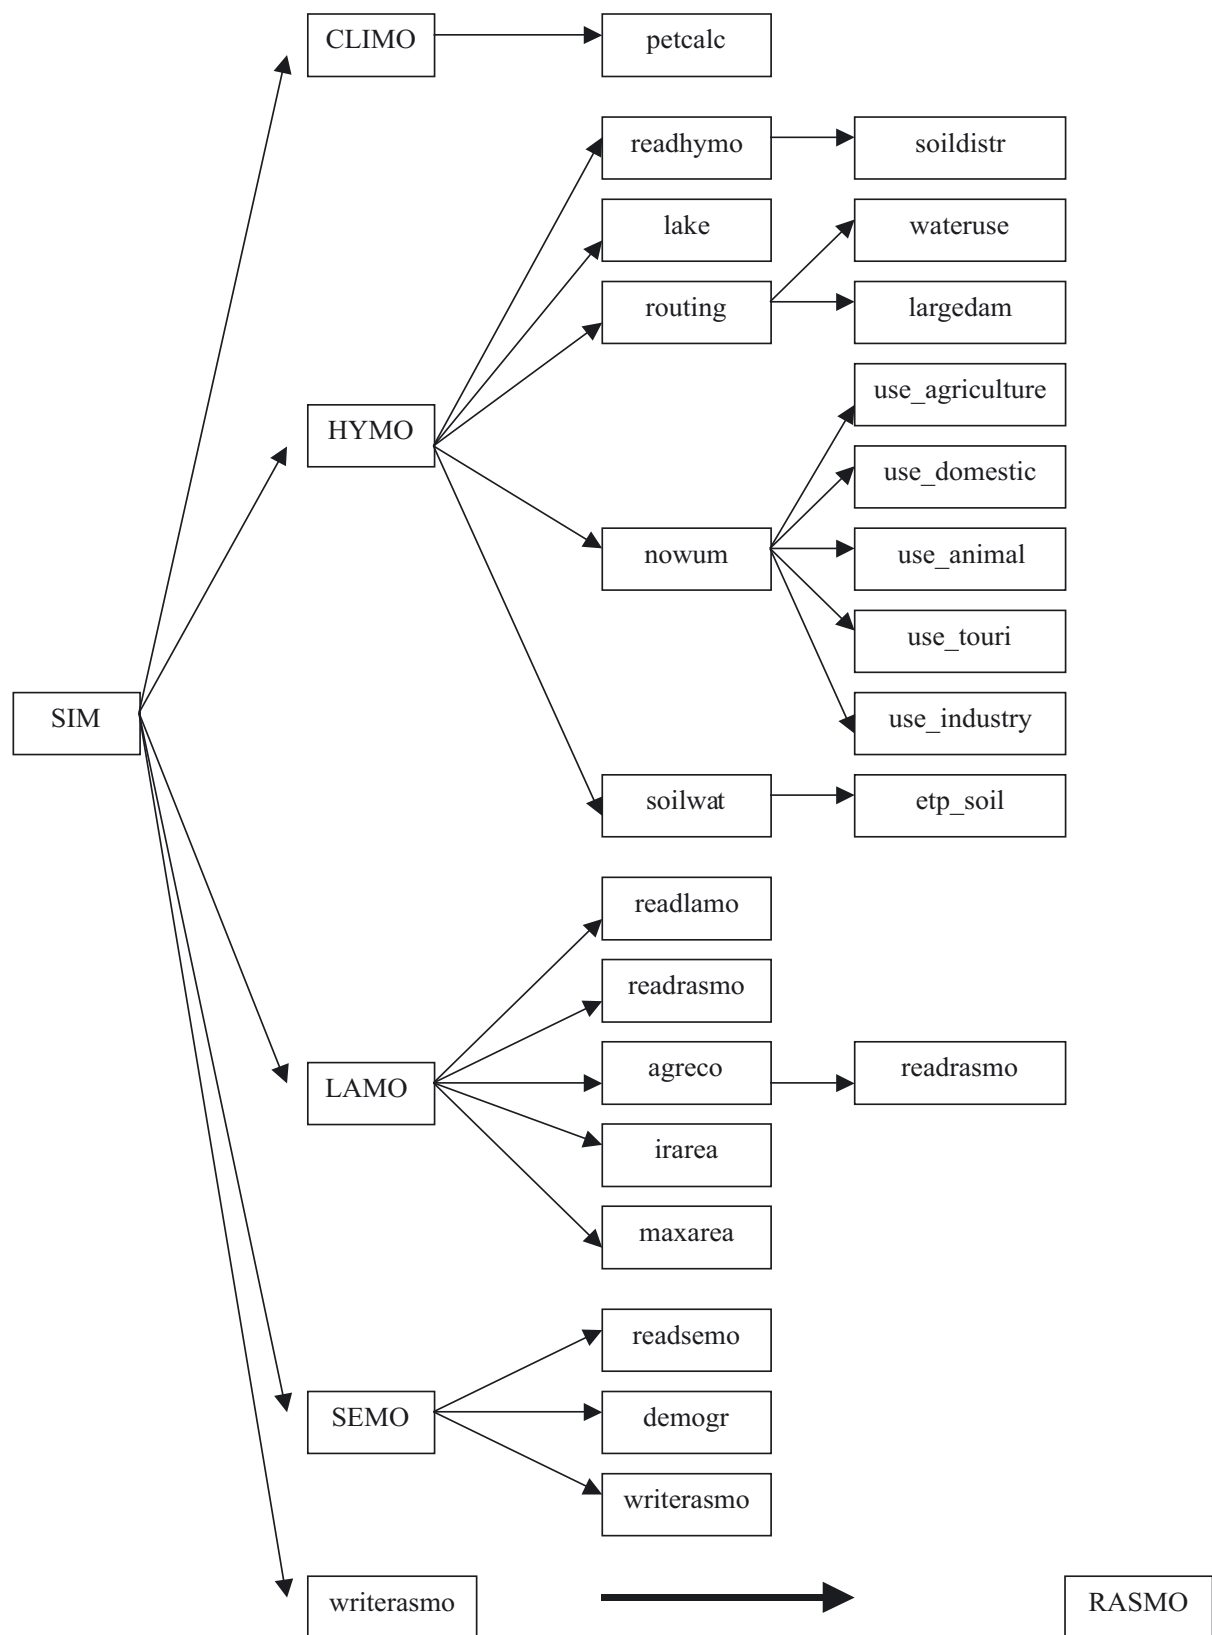 CLIMO
petcalc
readhymo
soildistr
lake
wateruse
routing
largedam
use_agriculture
HYMO
use_domestic
nowum
use_animal
use_touri
SIM
use_industry
soilwat
etp_soil
readlamo
readrasmo
LAMO
agreco
readrasmo
irarea
maxarea
readsemo
SEMO
demogr
writerasmo
writerasmo
RASMO